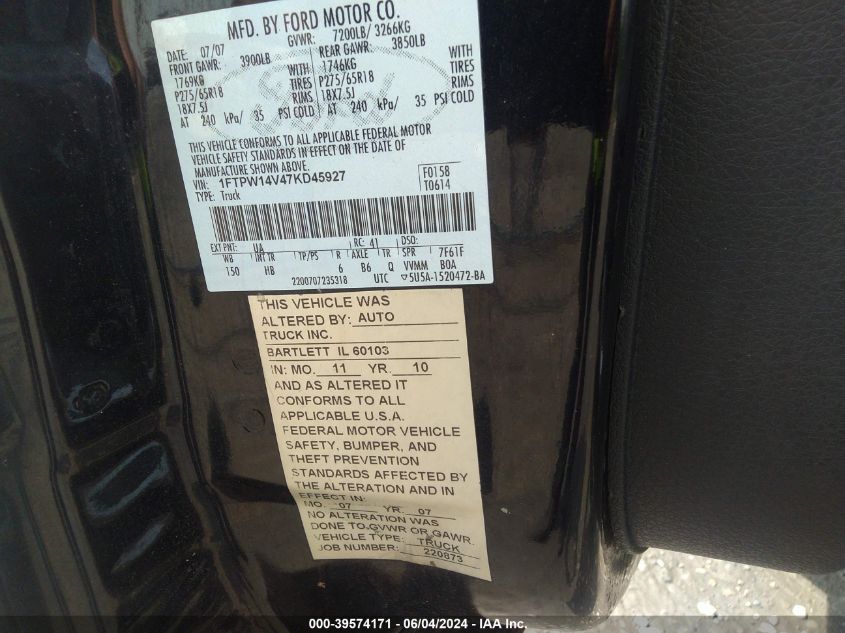 MFD. BY FORD MOTOR CO.
DATE: 07/07 GVWR: 7200LB/ 3266KG
FRONT GAWR: 3900LB REAR GAWR: 3850LB
1769KG WITH 1746KG WITH
P275/65R18 TIRES P275/65R18 TIRES
18X7.5J RIMS 18X7.5J RIMS
AT 240 kPa/ 35 PSI COLD AT 240 kPa/ 35 PSI COLD
THIS VEHICLE CONFORMS TO ALL APPLICABLE FEDERAL MOTOR
VEHICLE SAFETY STANDARDS IN EFFECT ON THE DATE OF
MANUFACTURE SHOWN ABOVE.
VIN: 1FTPW14V47KD45927 F0158
TYPE: Truck T0614
EXT PNT: UA RC: 41 DSO:
WB INT TR TP/PS R AXLE TR SPR 7F61F
150 HB 6 B6 Q VVMM BOA
2200707235318 UTC ▽5U5A-1520472-BA
THIS VEHICLE WAS
ALTERED BY: AUTO
TRUCK INC.
BARTLETT IL 60103
IN: MO. 11 YR. 10
AND AS ALTERED IT
CONFORMS TO ALL
APPLICABLE U.S.A.
FEDERAL MOTOR VEHICLE
SAFETY, BUMPER, AND
THEFT PREVENTION
STANDARDS AFFECTED BY
THE ALTERATION AND IN
EFFECT IN:
MO. 07 YR. 07
NO ALTERATION WAS
DONE TO GVWR OR GAWR.
VEHICLE TYPE: TRUCK
JOB NUMBER: 220873
000-39574171 - 06/04/2024 - IAA Inc.